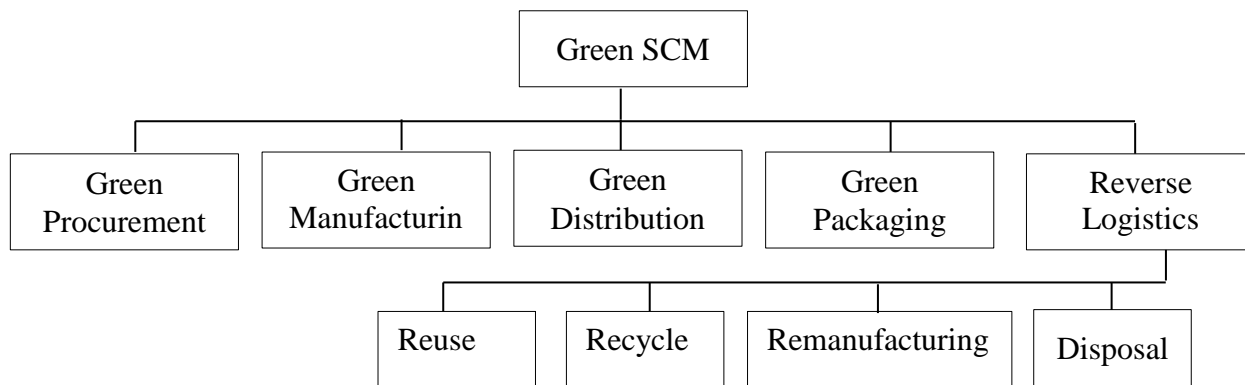 Green SCM
Green
Procurement
Green
Manufacturin
Green
Distribution
Green
Packaging
Reverse
Logistics
Reuse
Recycle
Remanufacturing
Disposal